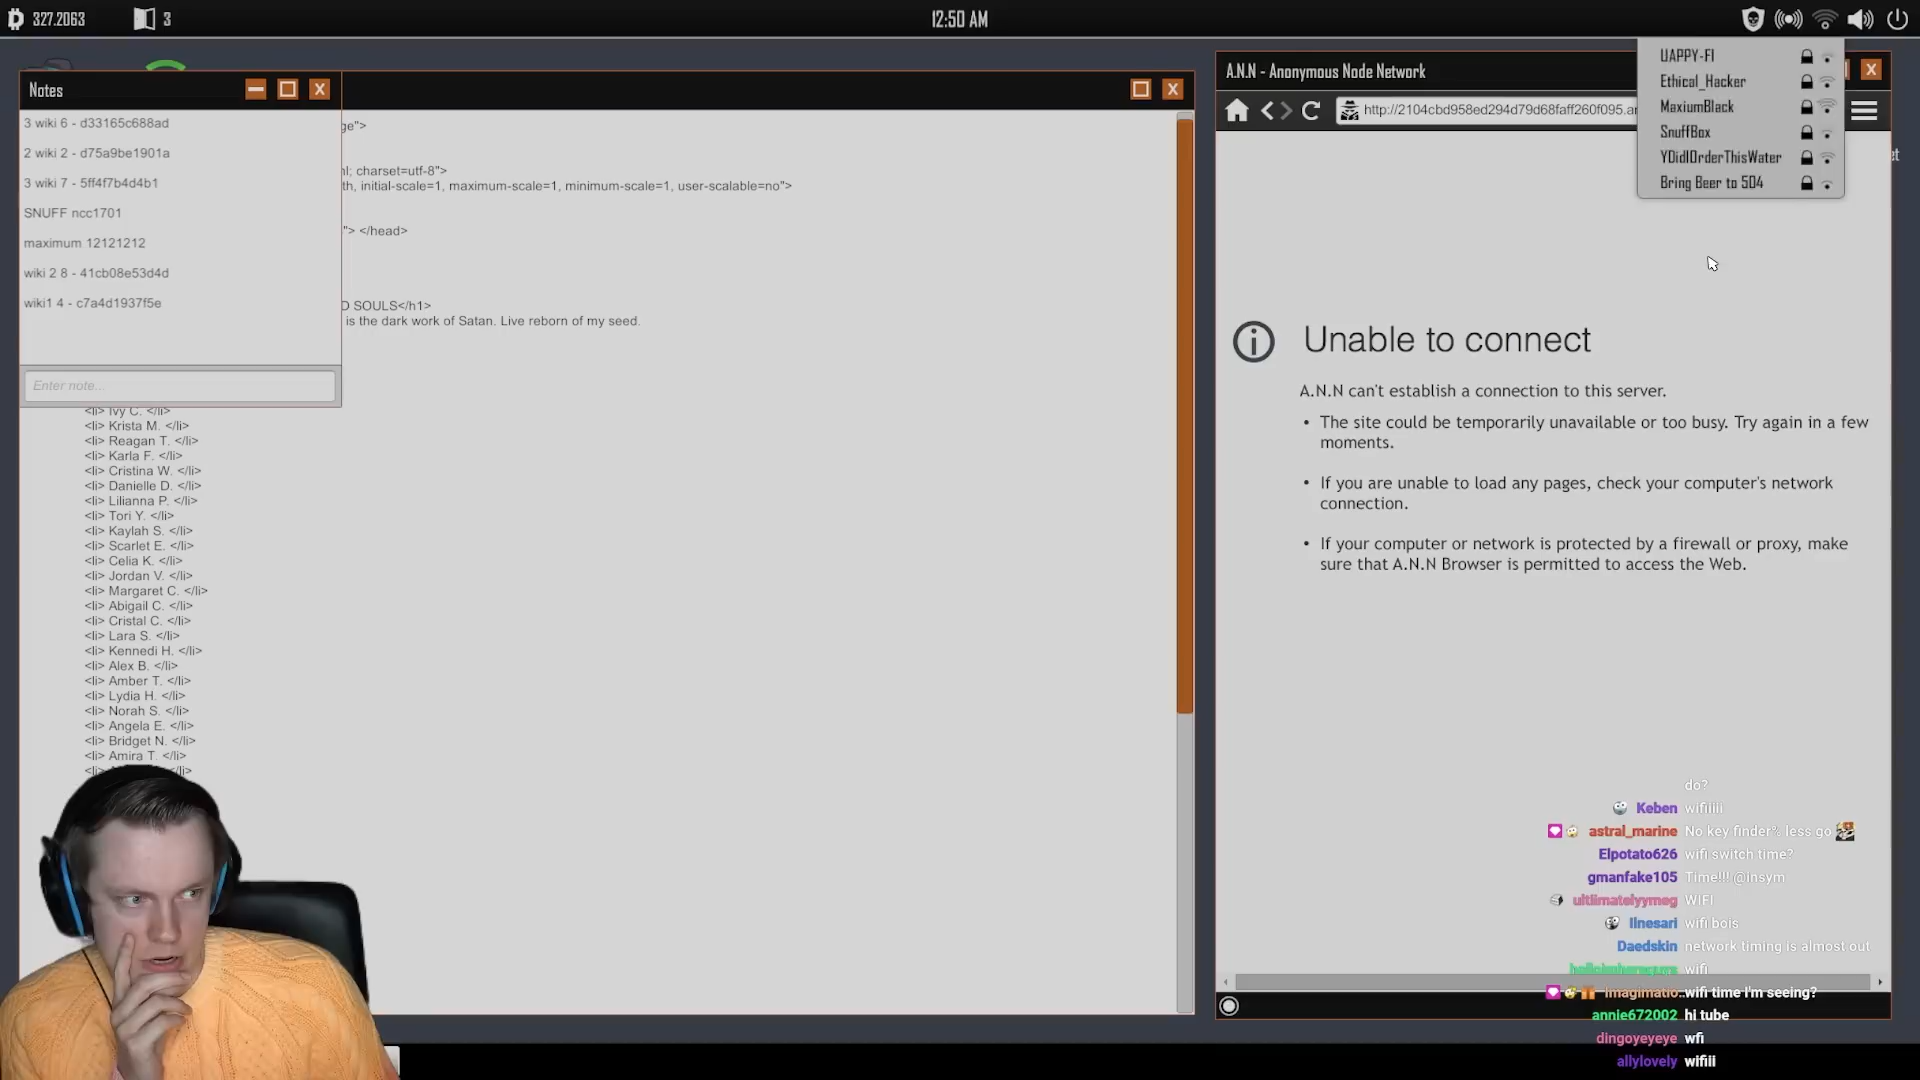 327.2063
3
12:50 AM
UAPPY-FI
Ethical_Hacker
MaxiumBlack
SnuffBox
YDidIOrderThisWater
Bring Beer to 504
Notes
3 wiki 6 - d33165c688ad
2 wiki 2 - d75a9be1901a
3 wiki 7 - 5ff4f7b4d4b1
SNUFF ncc1701
maximum 12121212
wiki 2 8 - 41cb08e53d4d
wiki1 4 - c7a4d1937f5e
Enter note...
ge">
charset=utf-8">
initial-scale=1, maximum-scale=1, minimum-scale=1, user-scalable=no">
"> </head>
SOULS</h1>
is the dark work of Satan. Live reborn of my seed.
<li> Ivy C. </li>
<li> Krista M. </li>
<li> Reagan T. </li>
<li> Karla F. </li>
<li> Cristina W. </li>
<li> Danielle D. </li>
<li> Lilianna P. </li>
<li> Tori Y. </li>
<li> Kaylah S. </li>
<li> Scarlet E. </li>
<li> Celia K. </li>
<li> Jordan V. </li>
<li> Margaret C. </li>
<li> Abigail C. </li>
<li> Cristal C. </li>
<li> Lara S. </li>
<li> Kennedi H. </li>
<li> Alex B. </li>
<li> Amber T. </li>
<li> Lydia H. </li>
<li> Norah S. </li>
<li> Angela E. </li>
<li> Bridget N. </li>
<li> Amira T. </li>
A.N.N - Anonymous Node Network
http://2104cbd958ed294d79d68faff260f095.a
Unable to connect
A.N.N can't establish a connection to this server.
• The site could be temporarily unavailable or too busy. Try again in a few
moments.
• If you are unable to load any pages, check your computer's network
connection.
• If your computer or network is protected by a firewall or proxy, make
sure that A.N.N Browser is permitted to access the Web.
do?
Keben wifiiiii
astral_marine No key finder% less go
Elpotato626 wifi switch time?
gmanfake105 Time!!! @insym
ultiimatelyymeg WIFI
Ilnesari wifi bois
Daedskin network timing is almost out
wifi
imagimatio.. wifi time I'm seeing?
annie672002 hi tube
dingoyeyeye wfi
allylovely wifiii